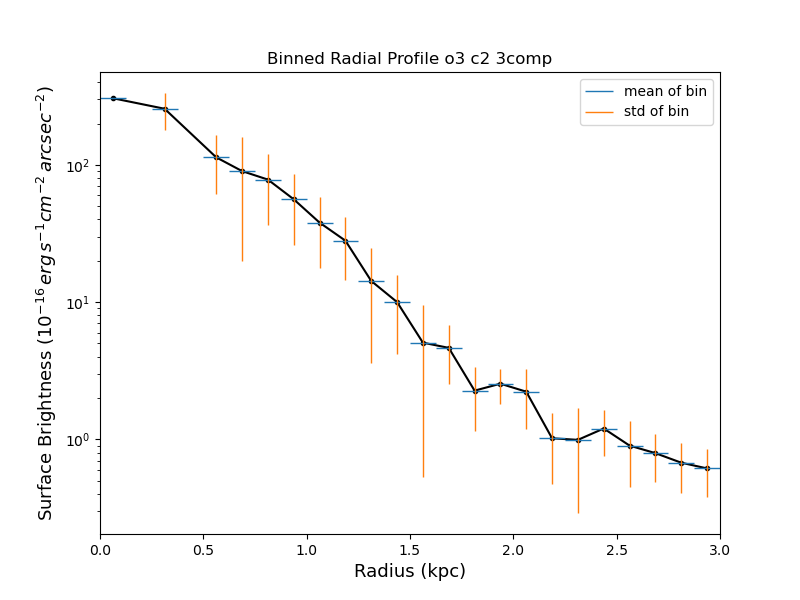 Binned Radial Profile o3 c2 3comp
mean of bin
std of bin
Surface Brightness (10⁻¹⁶ erg s⁻¹cm⁻² arcsec⁻²)
10²
10¹
10⁰
0.0 0.5 1.0 1.5 2.0 2.5 3.0
Radius (kpc)